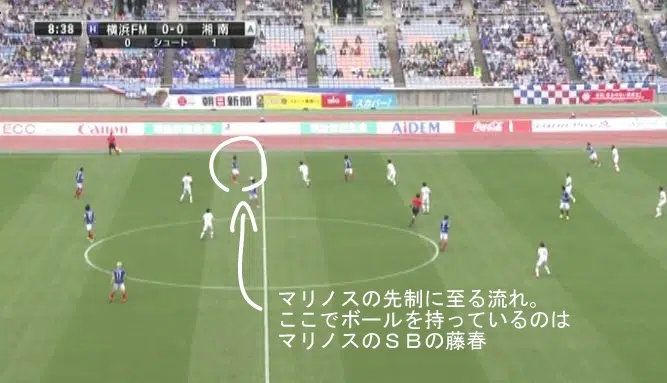 8:38 H 横浜FM 0-0 湘南 A
0 シュート 1
朝日新聞
スカパー!
ECC
Canon
AiDEM
Coca-Cola
マリノスの先制に至る流れ。
ここでボールを持っているのは
マリノスのＳＢの藤春